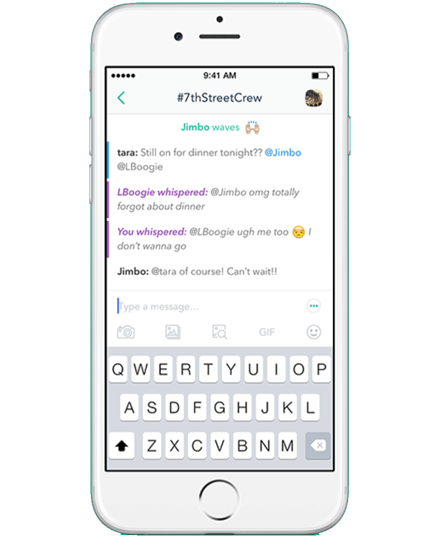 9:41 AM
#7thStreetCrew
Jimbo waves 🙌
tara: Still on for dinner tonight?? @Jimbo
@LBoogie
LBoogie whispered: @Jimbo omg totally
forgot about dinner
You whispered: @LBoogie ugh me too 😒 I
don't wanna go
Jimbo: @tara of course! Can't wait!!
Type a message...
GIF
Q W E R T Y U I O P
A S D F G H J K L
Z X C V B N M